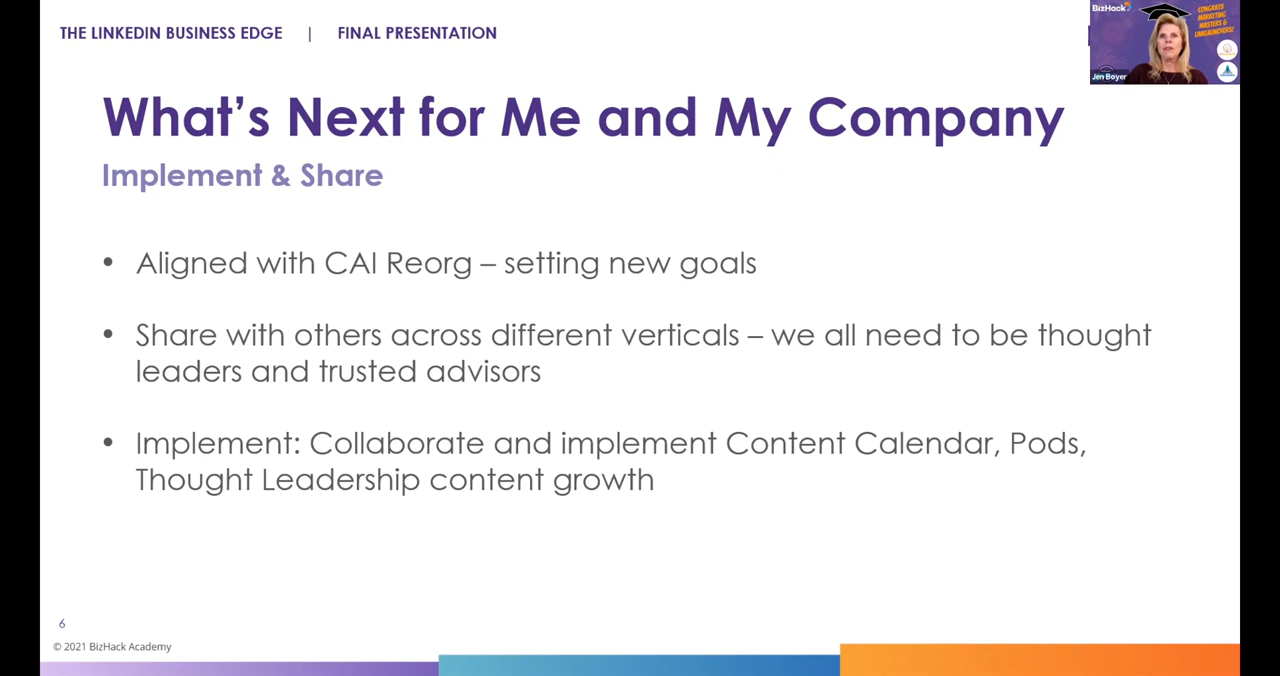 THE LINKEDIN BUSINESS EDGE | FINAL PRESENTATION
BizHack
CONGRATS
MARKETING
MASTERS &
LINKLAUNCHERS!
Jen Boyer
What's Next for Me and My Company
Implement & Share
• Aligned with CAI Reorg – setting new goals
• Share with others across different verticals – we all need to be thought
leaders and trusted advisors
• Implement: Collaborate and implement Content Calendar, Pods,
Thought Leadership content growth
6
© 2021 BizHack Academy